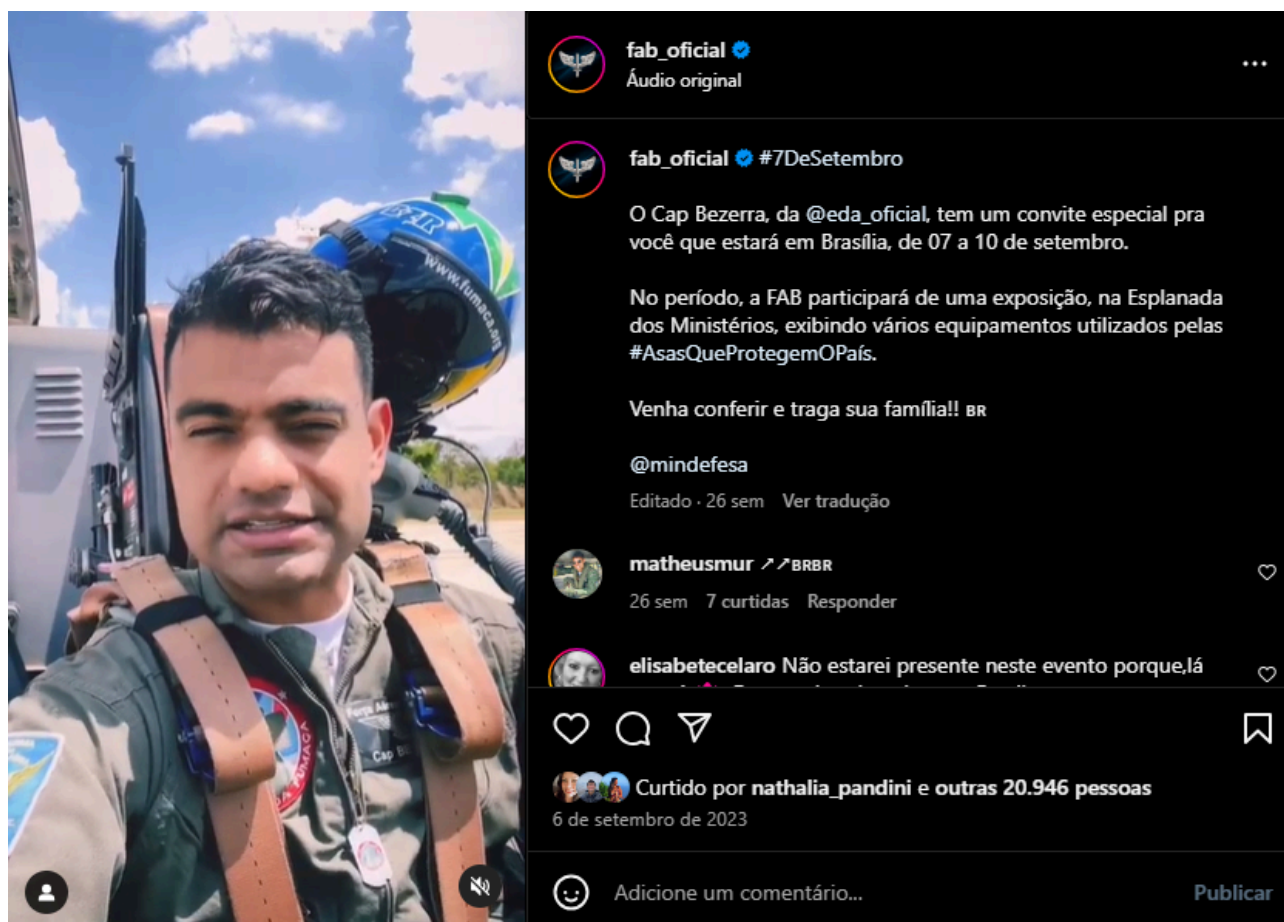 fab_oficial
Áudio original
fab_oficial #7DeSetembro
O Cap Bezerra, da @eda_oficial, tem um convite especial pra
você que estará em Brasília, de 07 a 10 de setembro.
No período, a FAB participará de uma exposição, na Esplanada
dos Ministérios, exibindo vários equipamentos utilizados pelas
#AsasQueProtegemOPaís.
Venha conferir e traga sua família!! BR
@mindefesa
Editado · 26 sem Ver tradução
matheusmur ↗↗BRBR
26 sem 7 curtidas Responder
elisabetecelaro Não estarei presente neste evento porque,lá
Curtido por nathalia_pandini e outras 20.946 pessoas
6 de setembro de 2023
Adicione um comentário...
Publicar
www.fumaca.org
Força
Cap
DA FUMAÇA